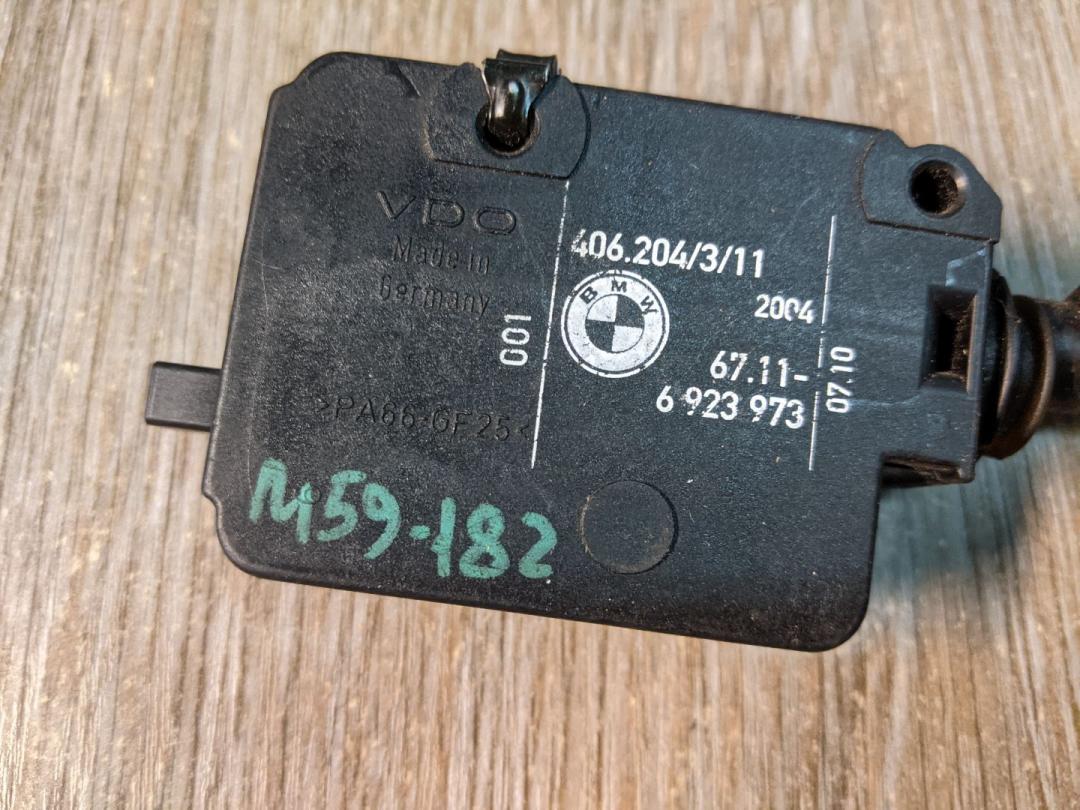 VDO
Made in
Germany
001
406.204/3/11
BMW
2004
67.11-
6 923 973
07.10
>PA66-GF25<
M59-182